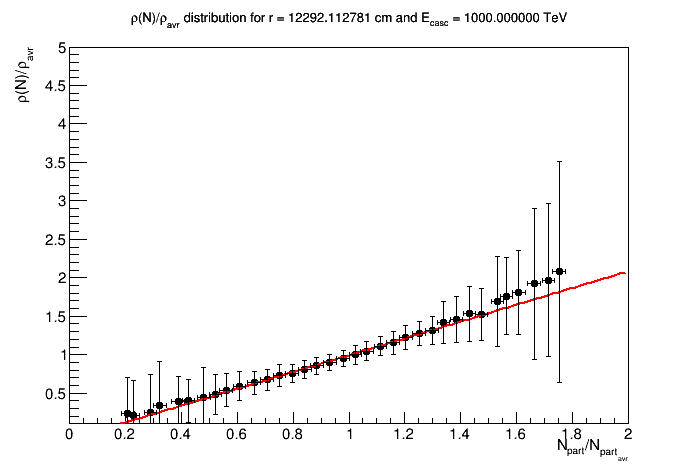 ρ(N)/ρavr distribution for r = 12292.112781 cm and Ecasc = 1000.000000 TeV
ρ(N)/ρavr
5
4.5
4
3.5
3
2.5
2
1.5
1
0.5
0 0.2 0.4 0.6 0.8 1 1.2 1.4 1.6 1.8 2
Npart/Npartavr